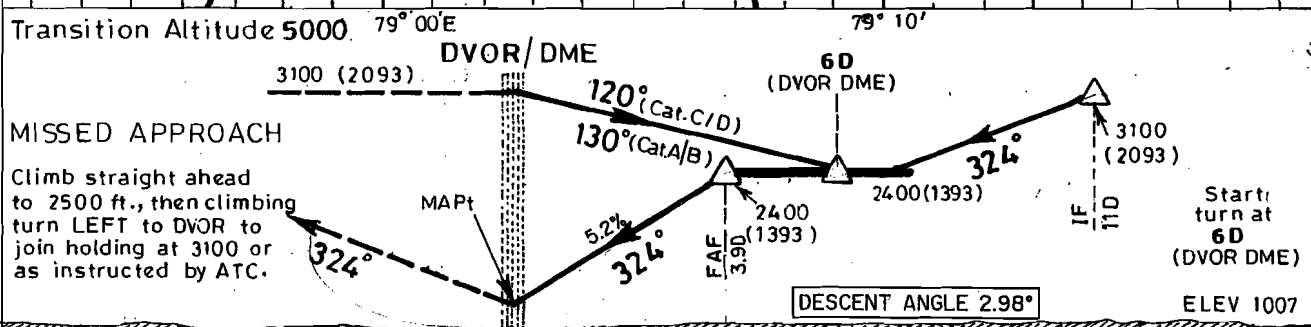 79° 00'E
79° 10'
Transition Altitude 5000
DVOR/DME
6D
(DVOR DME)
3100 (2093)
120° (Cat.C/D)
130° (Cat.A/B)
3100
(2093)
324°
MISSED APPROACH
Climb straight ahead
to 2500 ft., then climbing
turn LEFT to DVOR to
join holding at 3100 or
as instructed by ATC.
MAPt
324°
5.2%
324°
2400
(1393)
FAF
3.9D
2400(1393)
IF
11D
Start
turn at
6D
(DVOR DME)
DESCENT ANGLE 2.98°
ELEV 1007